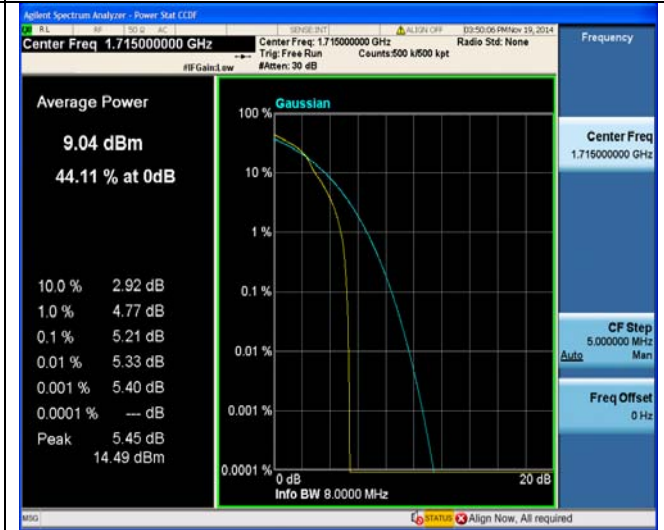 Agilent Spectrum Analyzer - Power Stat CCDF
RL RF 50 Ω AC SENSE:INT ALIGN OFF 03:50:06 PM Nov 19, 2014
Center Freq 1.715000000 GHz
Center Freq: 1.715000000 GHz
Radio Std: None
Trig: Free Run Counts:500 k/500 kpt
#IFGain:Low #Atten: 30 dB
Frequency
Average Power
9.04 dBm
44.11 % at 0dB
10.0 % 2.92 dB
1.0 % 4.77 dB
0.1 % 5.21 dB
0.01 % 5.33 dB
0.001 % 5.40 dB
0.0001 % --- dB
Peak 5.45 dB
14.49 dBm
Gaussian
100 %
10 %
1 %
0.1 %
0.01 %
0.001 %
0.0001 %
0 dB 20 dB
Info BW 8.0000 MHz
Center Freq
1.715000000 GHz
CF Step
5.000000 MHz
Auto Man
Freq Offset
0 Hz
MSG STATUS Align Now, All required